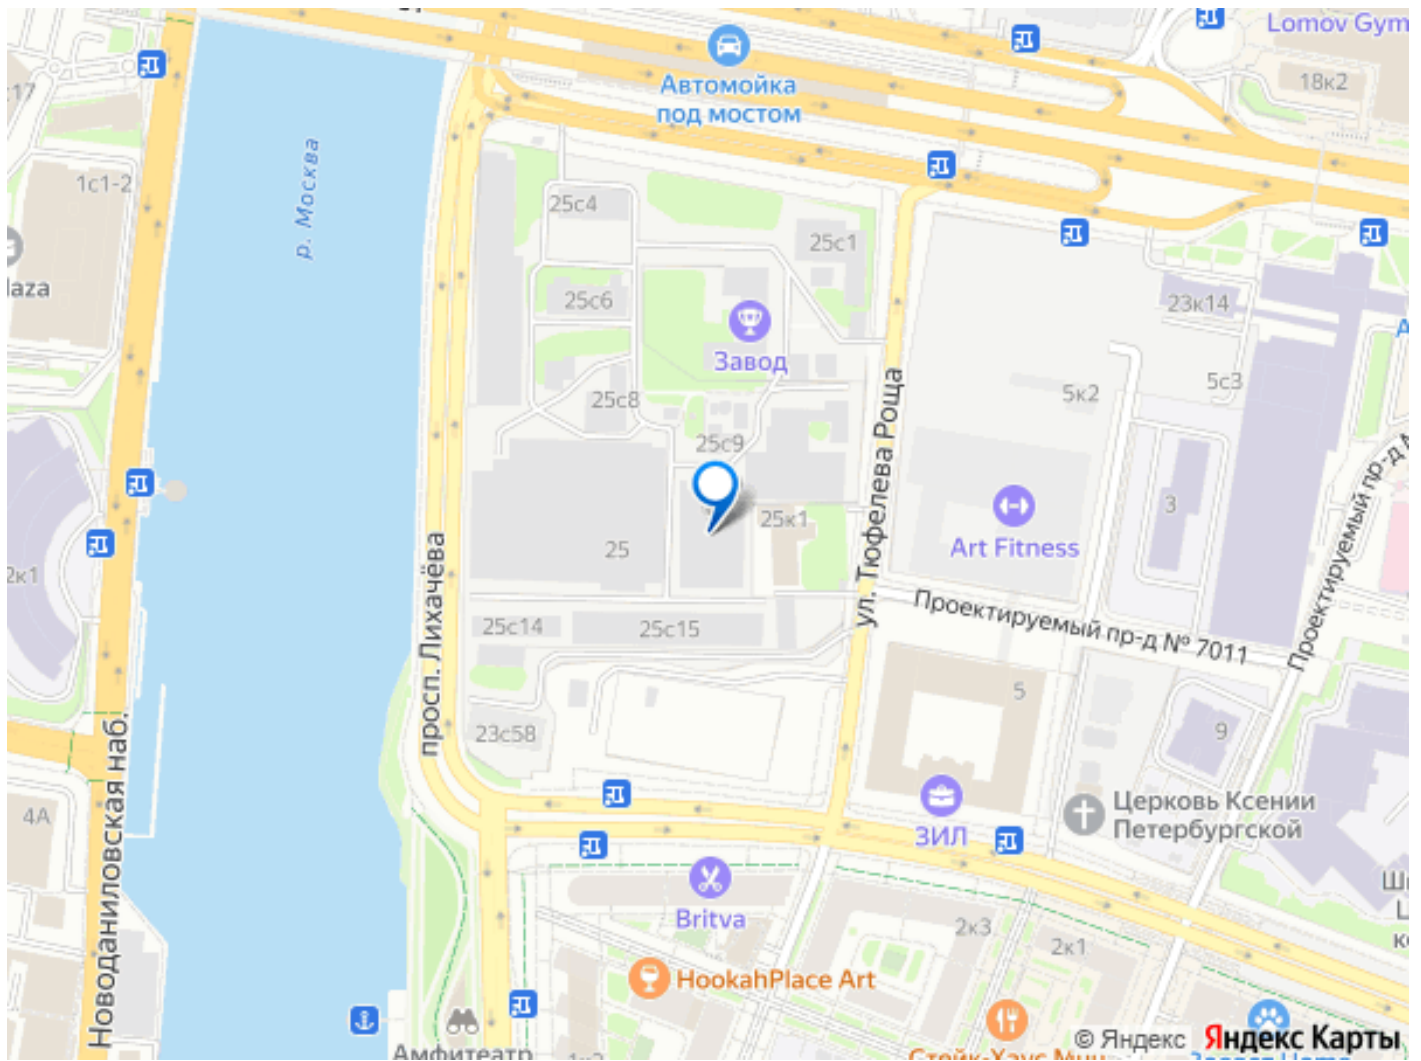 Lomov Gym
18к2
Автомойка
под мостом
17
1с1-2
р. Москва
25с4
25с1
laza
25с6
23к14
Завод
5с3
5к2
25с8
ул. Тюфелева Роща
25с9
3
25к1
Art Fitness
25
2к1
просп. Лихачёва
Проектируемый пр-д №
Проектируемый пр-д № 7011
25с14
25с15
5
23с58
9
Новоданиловская наб.
4А
Церковь Ксении
Петербургской
ЗИЛ
Britva
2к3
2к1
HookahPlace Art
Амфитеатр
© Яндекс Яндекс Карты